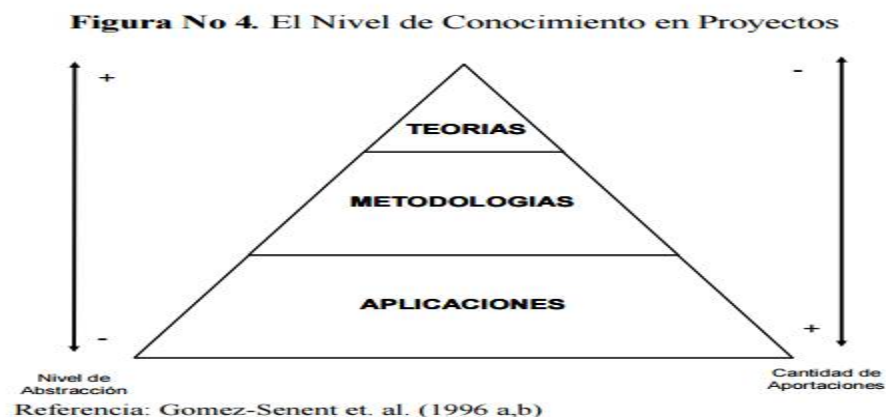 Figura No 4. El Nivel de Conocimiento en Proyectos
+
-
TEORIAS
METODOLOGIAS
APLICACIONES
-
+
Nivel de
Abstracción
Cantidad de
Aportaciones
Referencia: Gomez-Senent et. al. (1996 a,b)